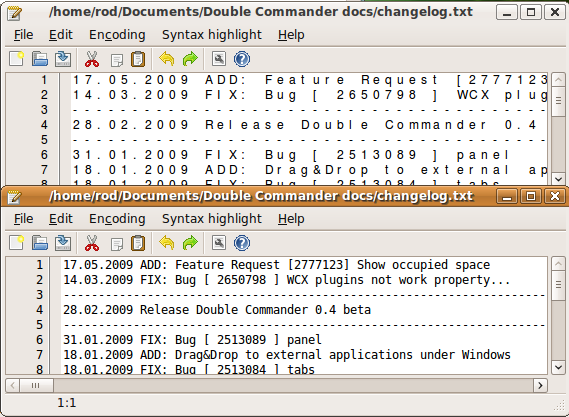 /home/rod/Documents/Double Commander docs/changelog.txt
File Edit Encoding Syntax highlight Help
1 17.05.2009 ADD: Feature Request [2777123
2 14.03.2009 FIX: Bug [ 2650798 ] WCX plug
3 --------------------------------------------
4 28.02.2009 Release Double Commander 0.4
5 --------------------------------------------
6 31.01.2009 FIX: Bug [ 2513089 ] panel
7 18.01.2009 ADD: Drag&Drop to external ap
8 18.01.2009 FIX: Bug [ 2513084 ] tabs
/home/rod/Documents/Double Commander docs/changelog.txt
File Edit Encoding Syntax highlight Help
1 17.05.2009 ADD: Feature Request [2777123] Show occupied space
2 14.03.2009 FIX: Bug [ 2650798 ] WCX plugins not work property...
3 ---------------------------------------------------------------------
4 28.02.2009 Release Double Commander 0.4 beta
5 ---------------------------------------------------------------------
6 31.01.2009 FIX: Bug [ 2513089 ] panel
7 18.01.2009 ADD: Drag&Drop to external applications under Windows
8 18.01.2009 FIX: Bug [ 2513084 ] tabs
1:1